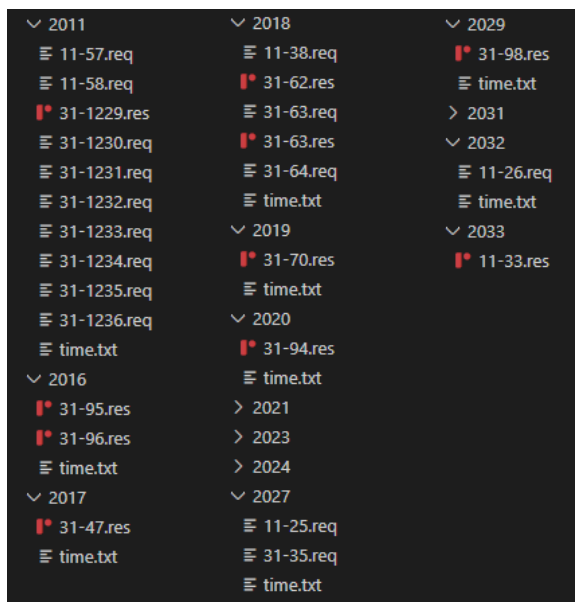 2011
11-57.req
11-58.req
31-1229.res
31-1230.req
31-1231.req
31-1232.req
31-1233.req
31-1234.req
31-1235.req
31-1236.req
time.txt
2016
31-95.res
31-96.res
time.txt
2017
31-47.res
time.txt
2018
11-38.req
31-62.res
31-63.req
31-63.res
31-64.req
time.txt
2019
31-70.res
time.txt
2020
31-94.res
time.txt
2021
2023
2024
2027
11-25.req
31-35.req
time.txt
2029
31-98.res
time.txt
2031
2032
11-26.req
time.txt
2033
11-33.res